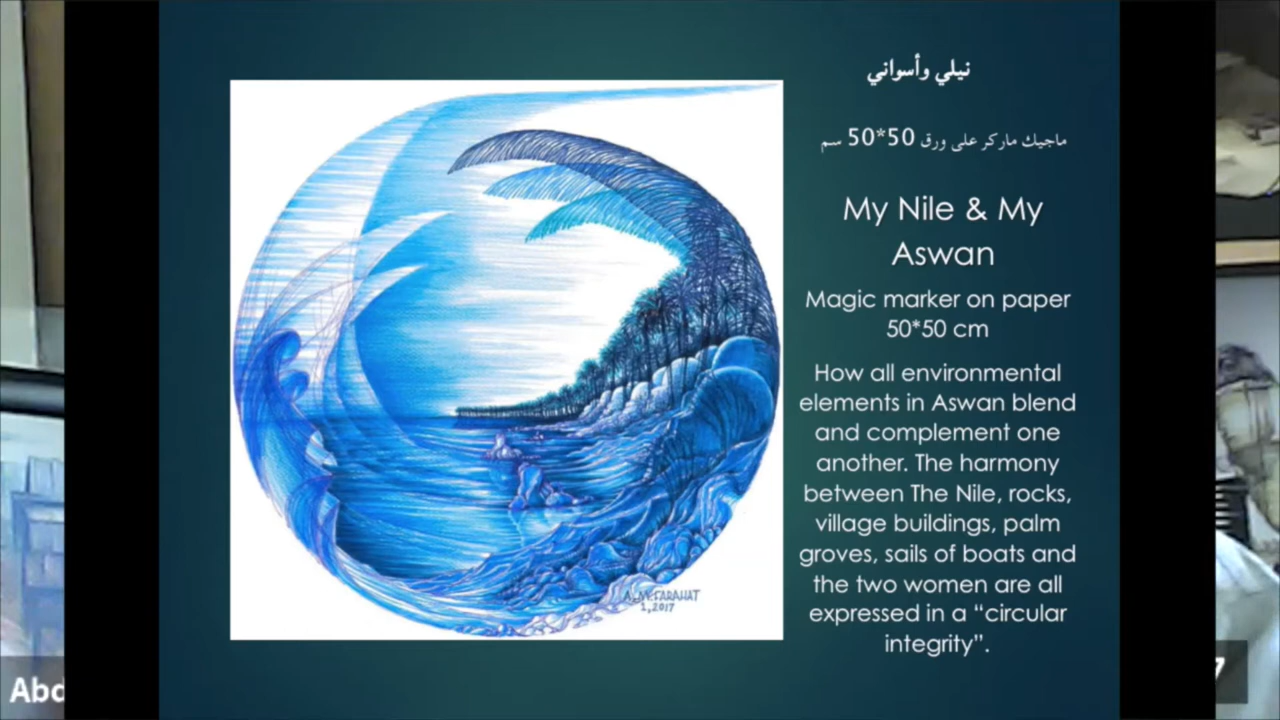 نيلي وأسواني
ماجيك ماركر على ورق 50*50 سم
My Nile & My
Aswan
Magic marker on paper
50*50 cm
How all environmental
elements in Aswan blend
and complement one
another. The harmony
between The Nile, rocks,
village buildings, palm
groves, sails of boats and
the two women are all
expressed in a “circular
integrity”.
A.M.FARAHAT
1,2017
Abd
7